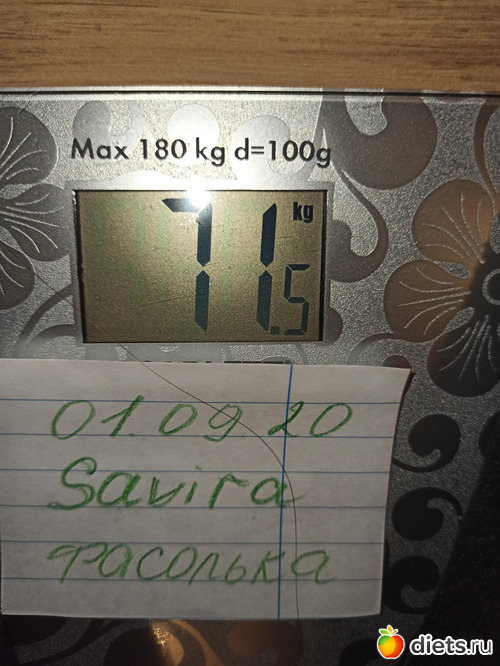 Max 180 kg d=100g
71.5 kg
01.09.20
Savira
фасолька
diets.ru